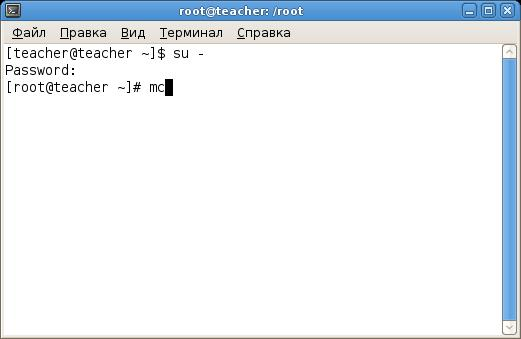 root@teacher: /root
Файл Правка Вид Терминал Справка
[teacher@teacher ~]$ su -
Password:
[root@teacher ~]# mc